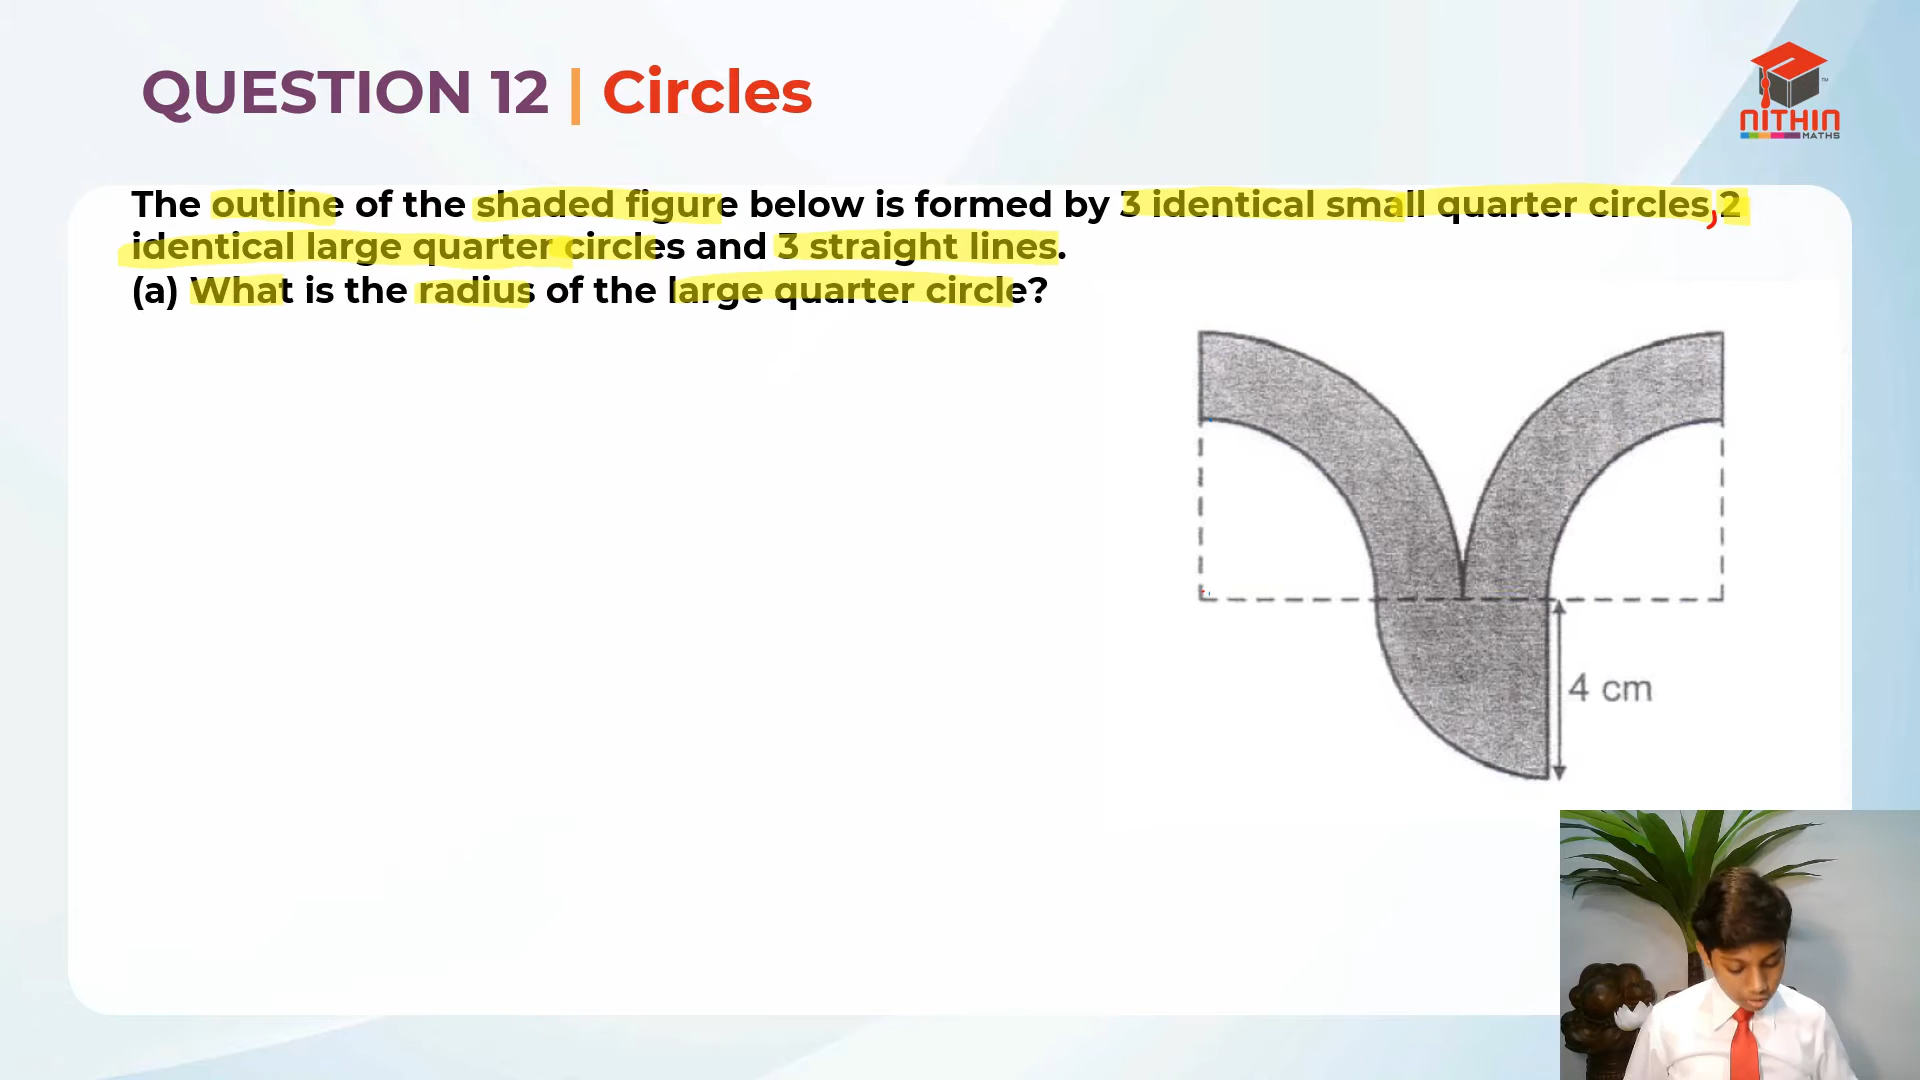 QUESTION 12 | Circles
NITHIN
MATHS
TM
The outline of the shaded figure below is formed by 3 identical small quarter circles, 2
identical large quarter circles and 3 straight lines.
(a) What is the radius of the large quarter circle?
4 cm